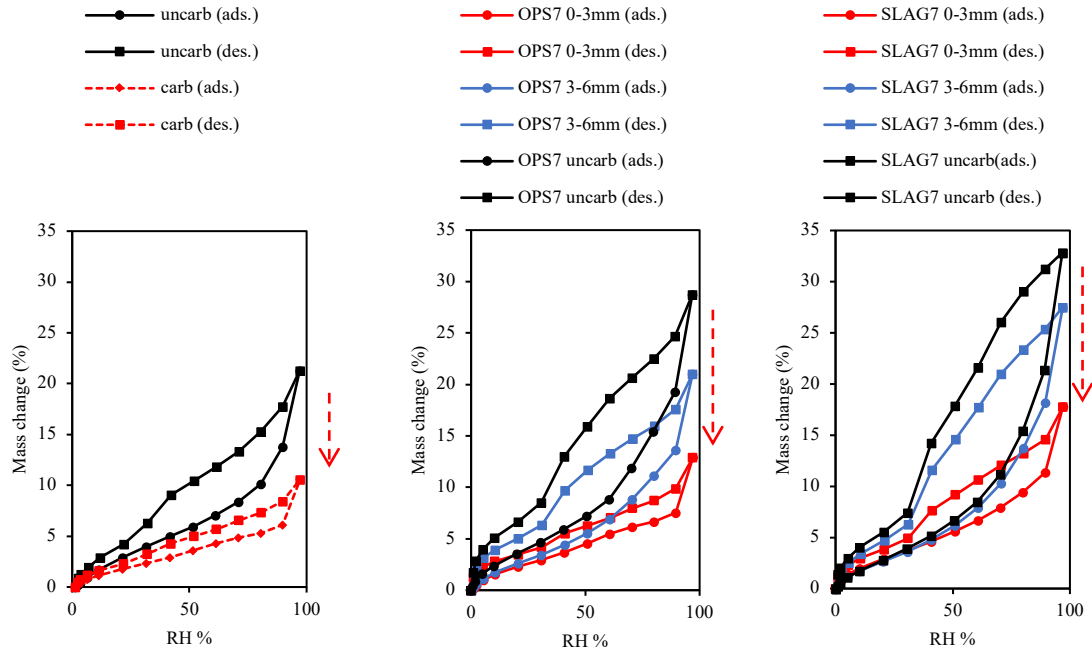 uncarb (ads.)
uncarb (des.)
carb (ads.)
carb (des.)
OPS7 0-3mm (ads.)
OPS7 0-3mm (des.)
OPS7 3-6mm (ads.)
OPS7 3-6mm (des.)
OPS7 uncarb (ads.)
OPS7 uncarb (des.)
SLAG7 0-3mm (ads.)
SLAG7 0-3mm (des.)
SLAG7 3-6mm (ads.)
SLAG7 3-6mm (des.)
SLAG7 uncarb(ads.)
SLAG7 uncarb (des.)
Mass change (%)
35
30
25
20
15
10
5
0
0 50 100
RH %
Mass change (%)
35
30
25
20
15
10
5
0
0 50 100
RH %
Mass change (%)
35
30
25
20
15
10
5
0
0 50 100
RH %